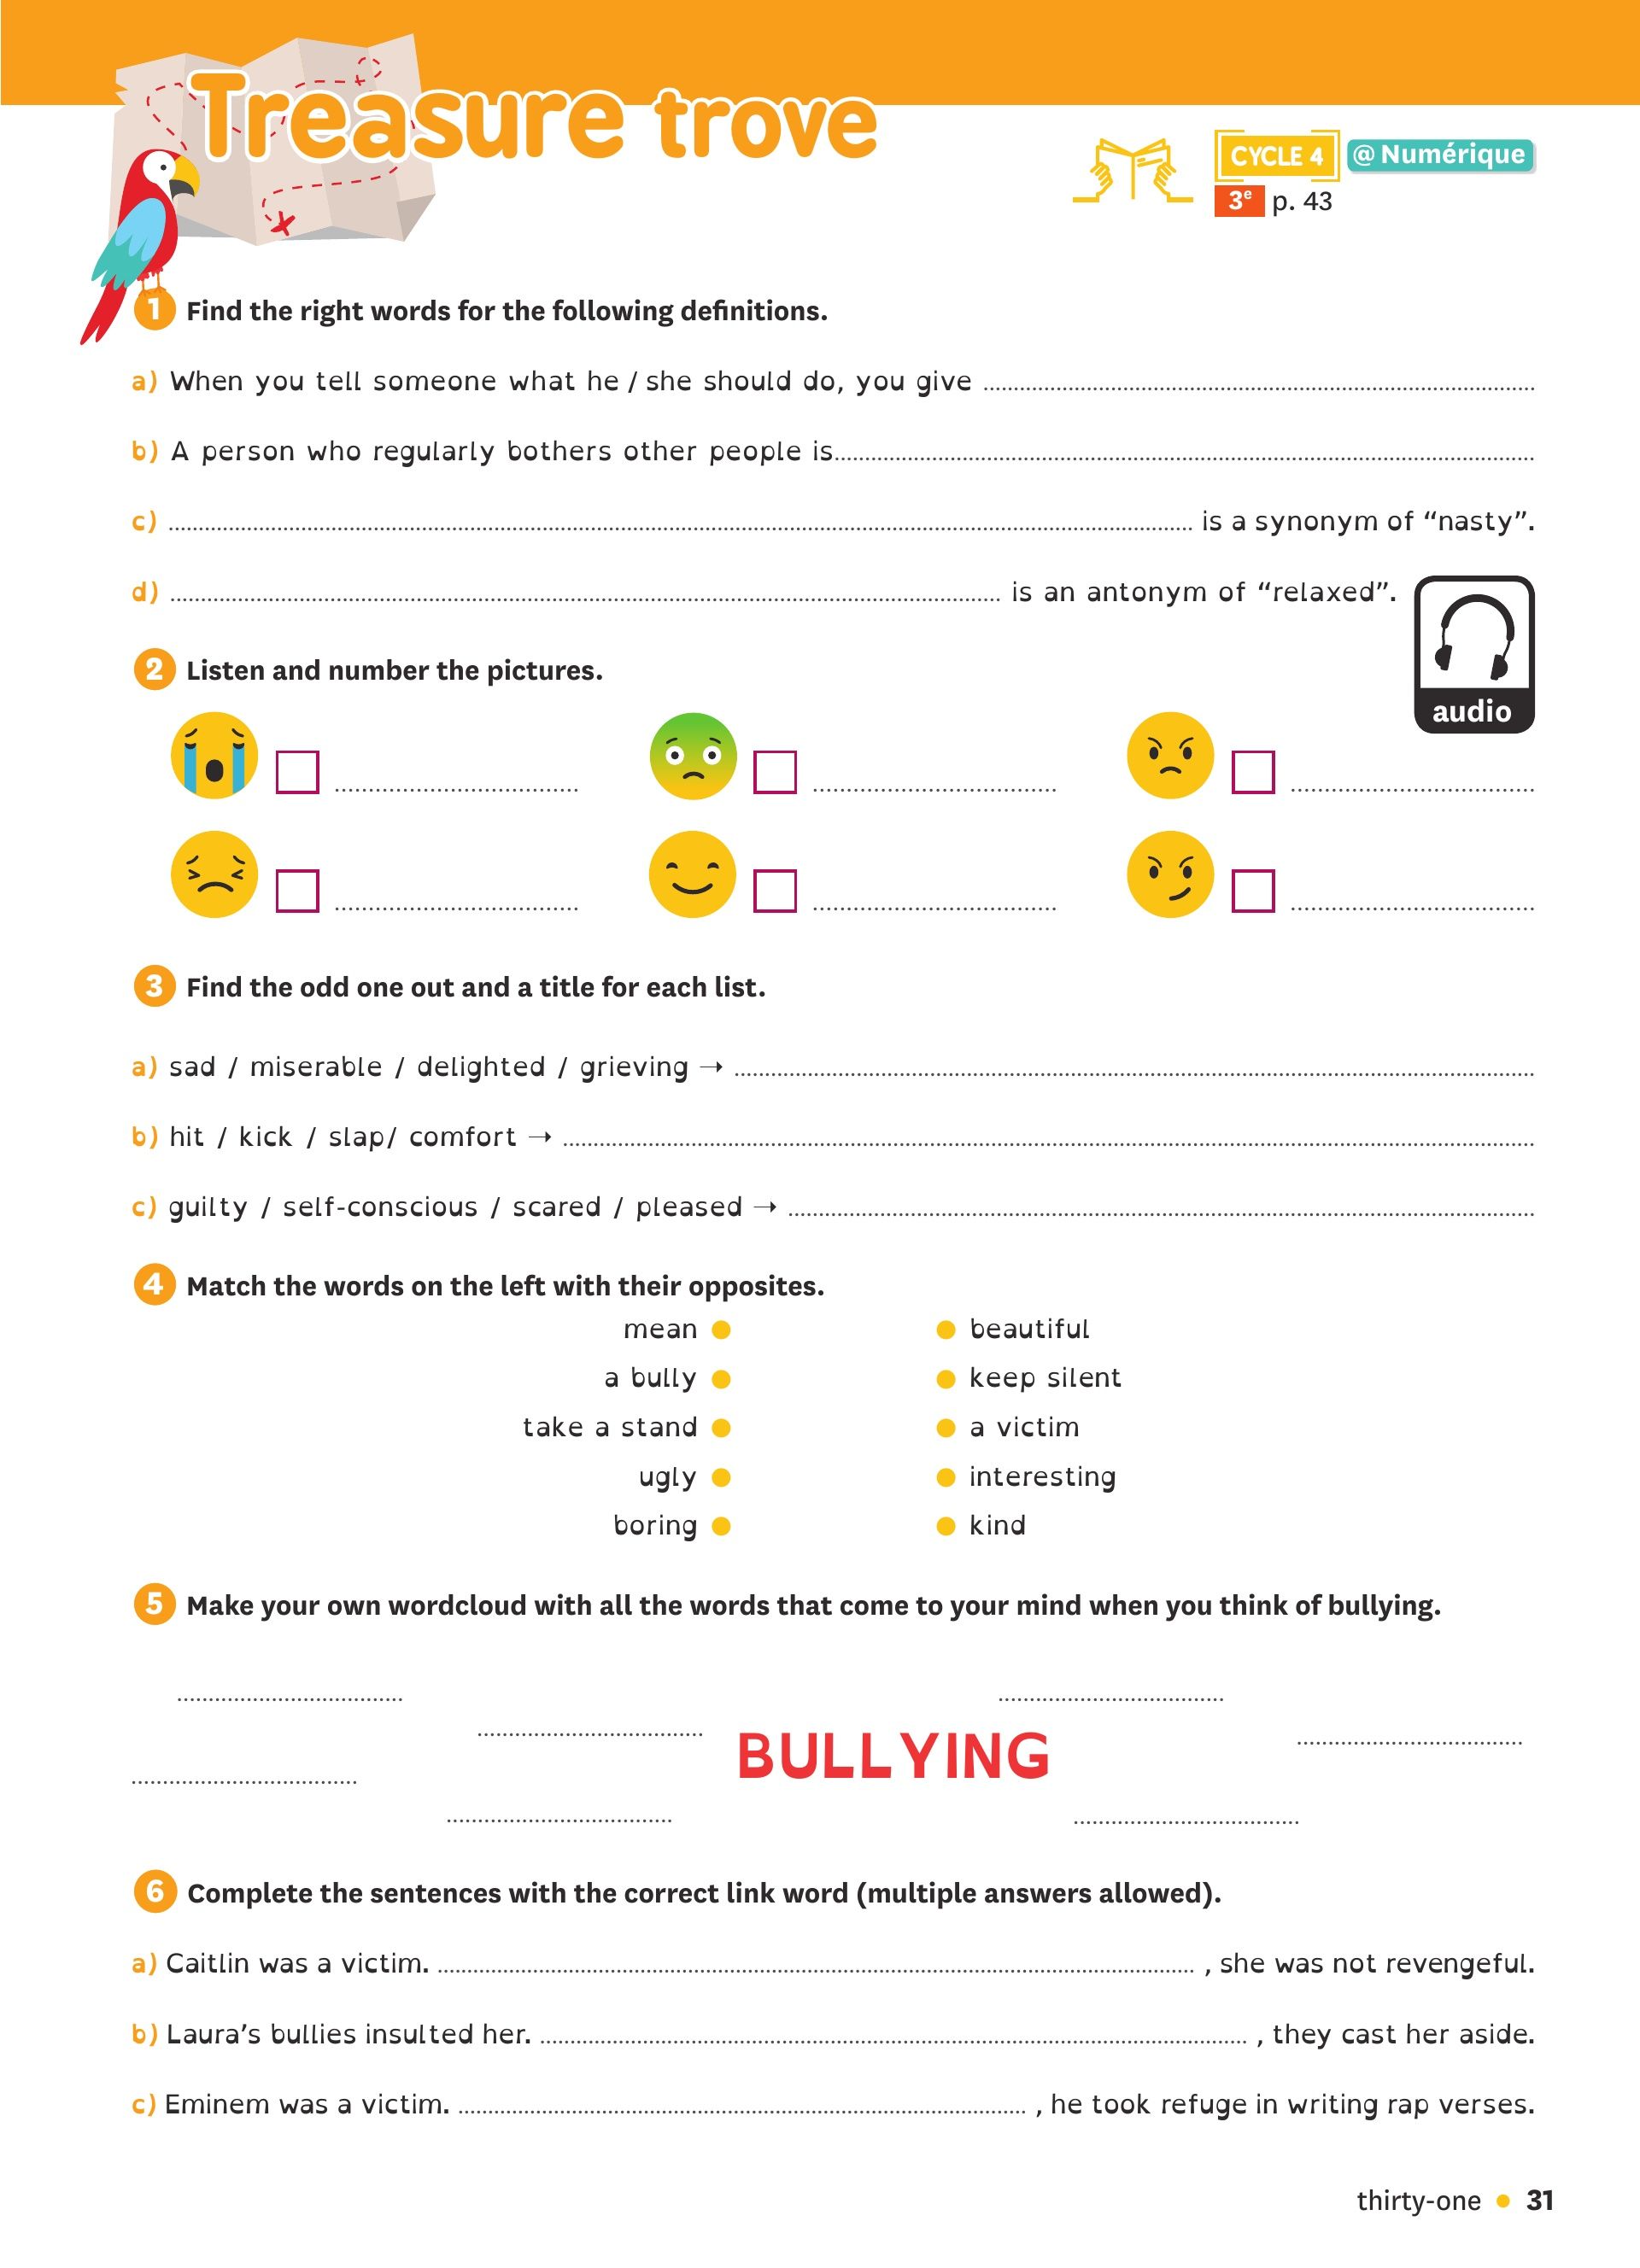 Treasure trove
CYCLE 4 @ Numérique
3e p. 43
1 Find the right words for the following definitions.
a) When you tell someone what he / she should do, you give ........................
b) A person who regularly bothers other people is........................
c) ........................ is a synonym of “nasty”.
d) ........................ is an antonym of “relaxed”.
audio
2 Listen and number the pictures.
3 Find the odd one out and a title for each list.
a) sad / miserable / delighted / grieving → ........................
b) hit / kick / slap/ comfort → ........................
c) guilty / self-conscious / scared / pleased → ........................
4 Match the words on the left with their opposites.
mean ● ● beautiful
a bully ● ● keep silent
take a stand ● ● a victim
ugly ● ● interesting
boring ● ● kind
5 Make your own wordcloud with all the words that come to your mind when you think of bullying.
BULLYING
6 Complete the sentences with the correct link word (multiple answers allowed).
a) Caitlin was a victim. ........................ , she was not revengeful.
b) Laura’s bullies insulted her. ........................ , they cast her aside.
c) Eminem was a victim. ........................ , he took refuge in writing rap verses.
thirty-one ● 31